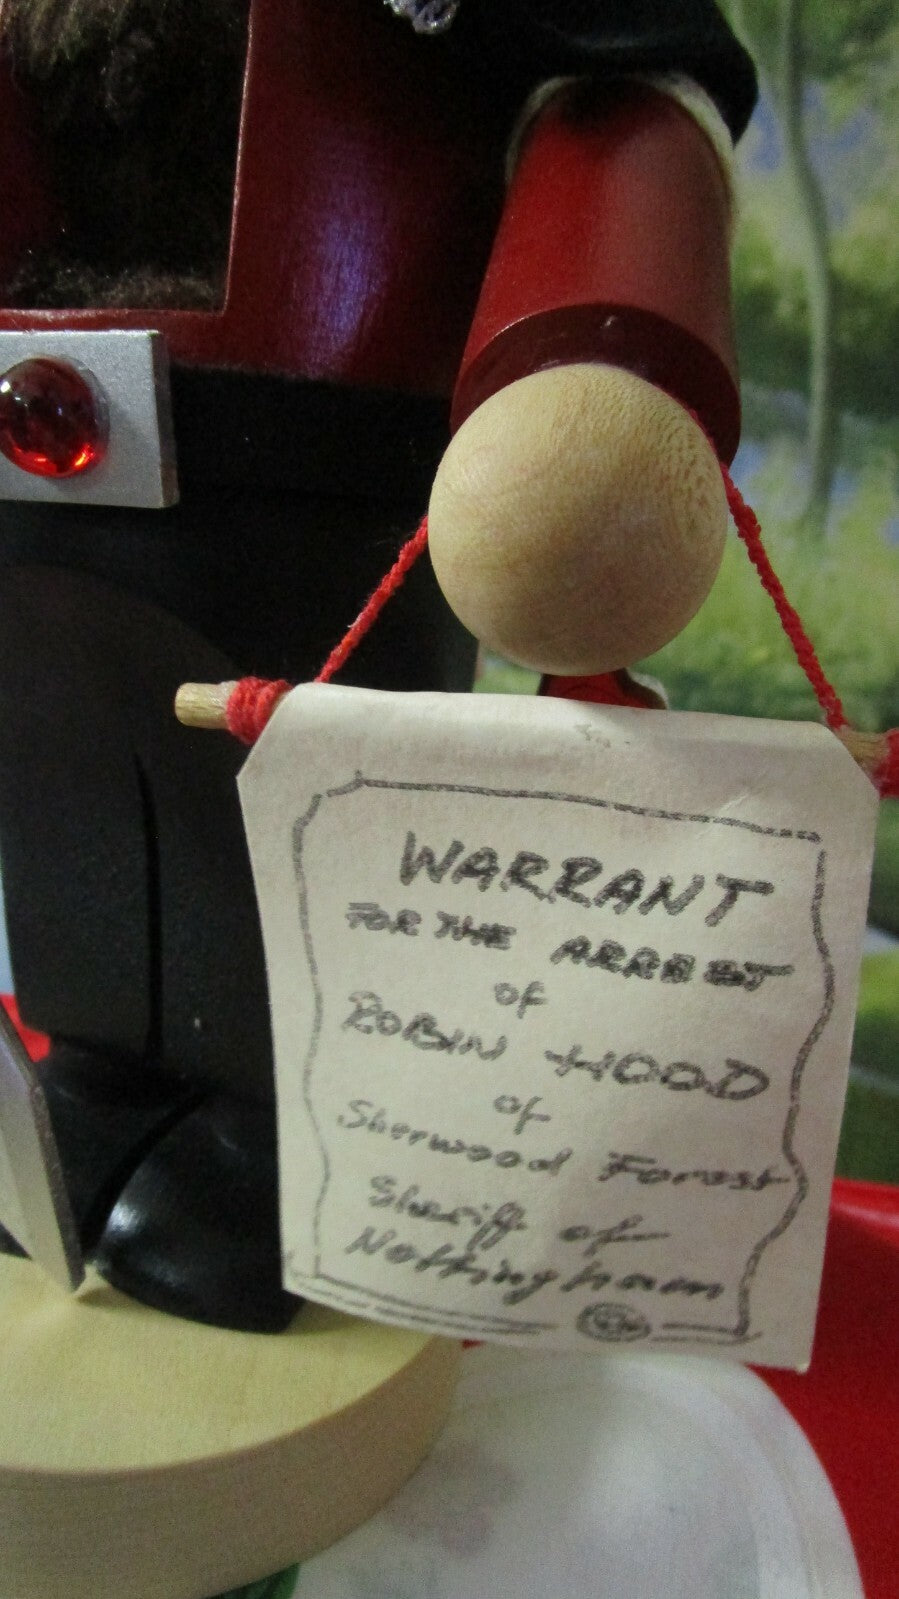 WARRANT
FOR THE ARREST
of
ROBIN HOOD
of
Sherwood Forest
Sheriff of
Nottingham